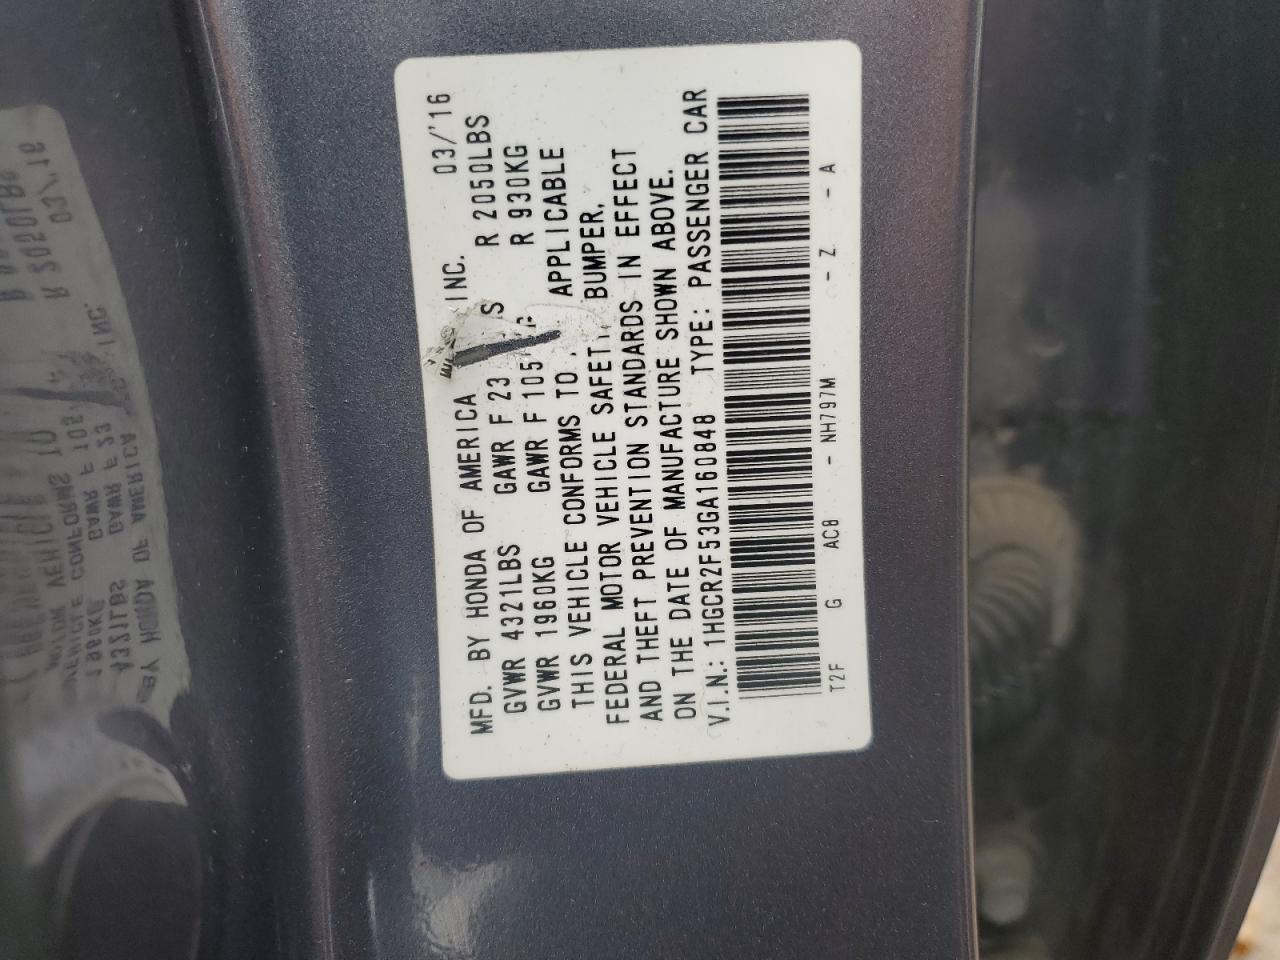 MFD. BY HONDA OF AMERICA INC. 03/'16
GVWR 4321LBS GAWR F 23 S R 2050LBS
GVWR 1960KG GAWR F 105 R 930KG
THIS VEHICLE CONFORMS TO APPLICABLE
FEDERAL MOTOR VEHICLE SAFET BUMPER,
AND THEFT PREVENTION STANDARDS IN EFFECT
ON THE DATE OF MANUFACTURE SHOWN ABOVE.
V.I.N.: 1HGCR2F53GA160848 TYPE: PASSENGER CAR
T2F G AC8 - NH797M - Z - A